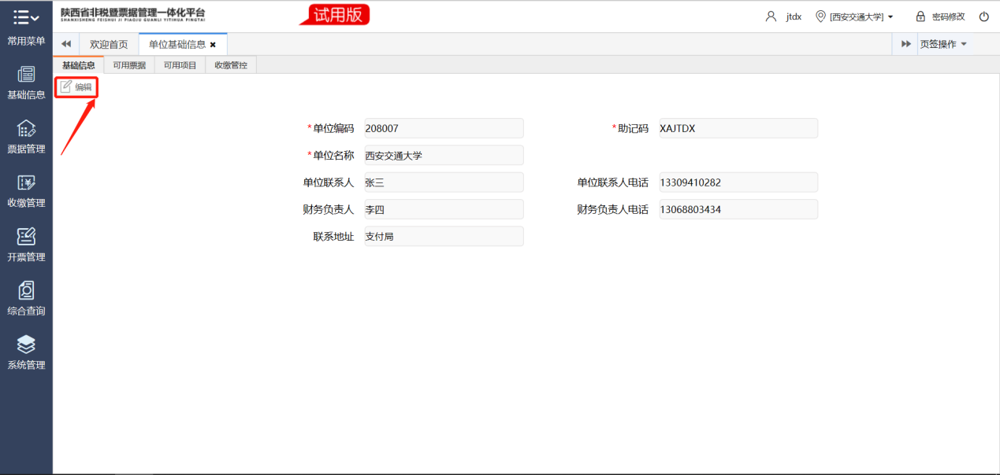 常用菜单
陕西省非税暨票据管理一体化平台
SHANXISHENG FEISHUI JI PIAOJU GUANLI YITIHUA PINGTAI
试用版
jtdx
[西安交通大学]
密码修改
欢迎首页
单位基础信息
页签操作
基础信息
可用票据
可用项目
收缴管控
编辑
基础信息
票据管理
收缴管理
开票管理
综合查询
系统管理
*单位编码 208007
*助记码 XAJTDX
*单位名称 西安交通大学
单位联系人 张三
单位联系人电话 13309410282
财务负责人 李四
财务负责人电话 13068803434
联系地址 支付局